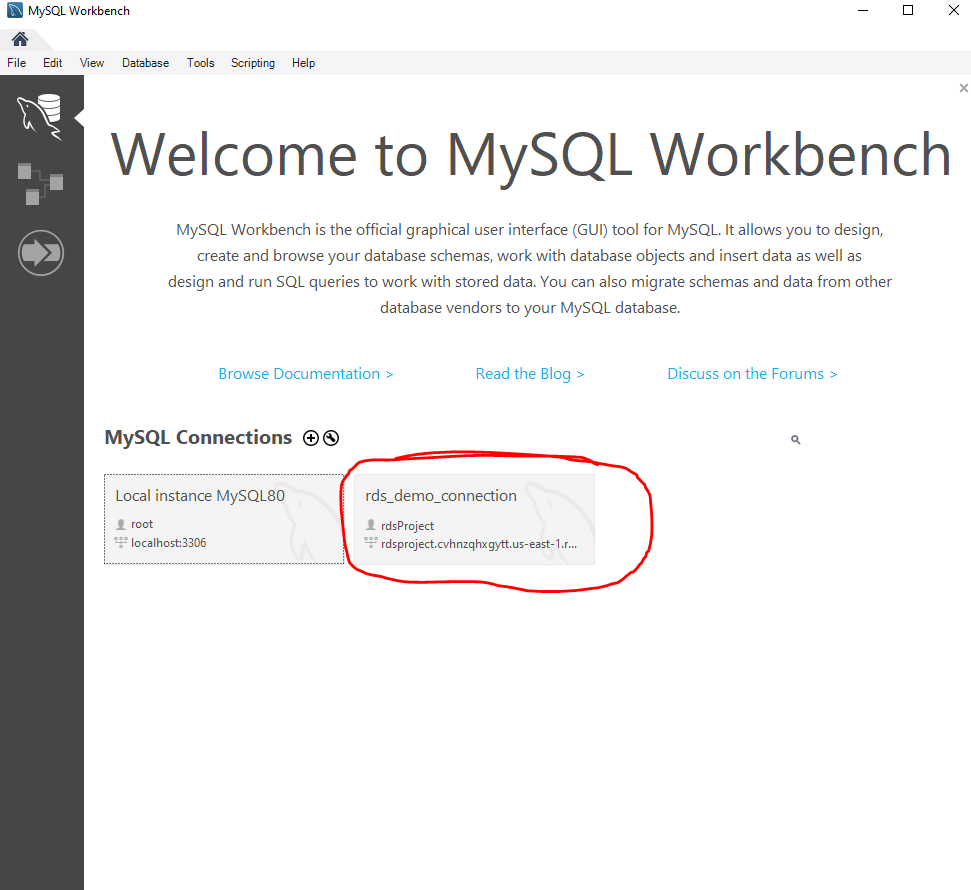 MySQL Workbench
File Edit View Database Tools Scripting Help
Welcome to MySQL Workbench
MySQL Workbench is the official graphical user interface (GUI) tool for MySQL. It allows you to design,
create and browse your database schemas, work with database objects and insert data as well as
design and run SQL queries to work with stored data. You can also migrate schemas and data from other
database vendors to your MySQL database.
Browse Documentation > Read the Blog > Discuss on the Forums >
MySQL Connections
Local instance MySQL80
root
localhost:3306
rds_demo_connection
rdsProject
rdsproject.cvhnzqhxgytt.us-east-1.r...